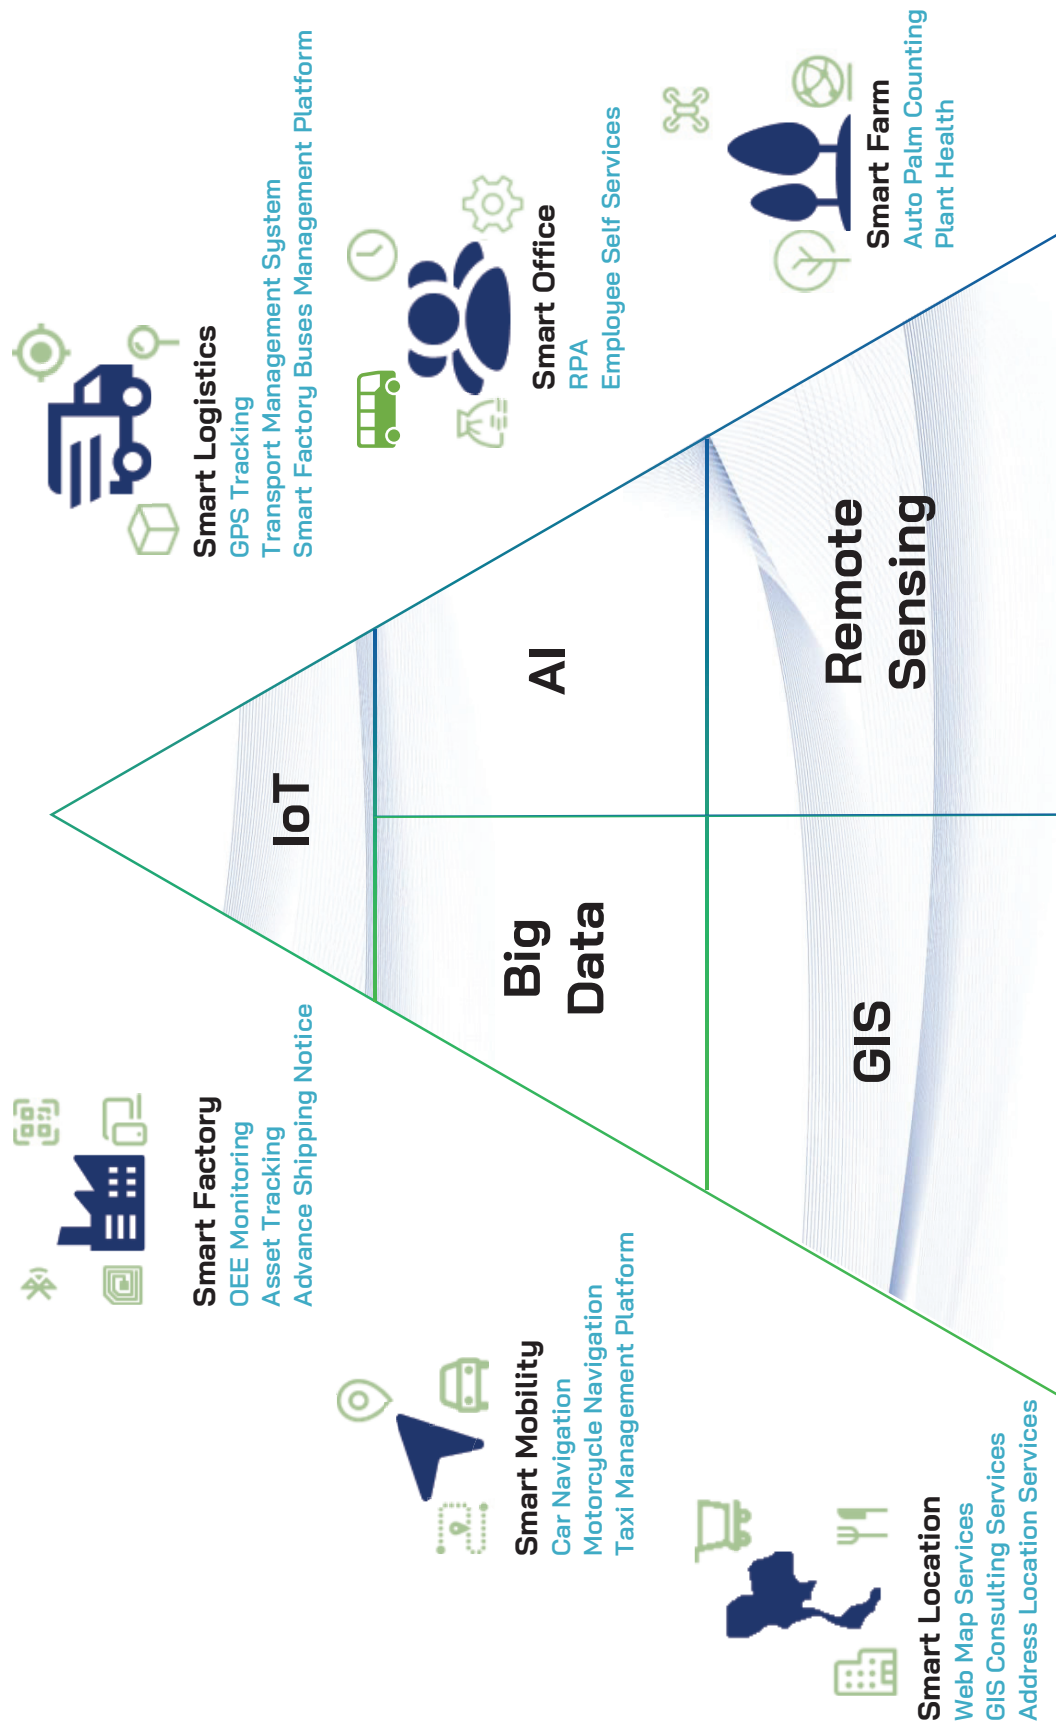 Smart Factory
OEE Monitoring
Asset Tracking
Advance Shipping Notice
Smart Logistics
GPS Tracking
Transport Management System
Smart Factory Buses Management Platform
Smart Mobility
Car Navigation
Motorcycle Navigation
Taxi Management Platform
Smart Office
RPA
Employee Self Services
Smart Location
Web Map Services
GIS Consulting Services
Address Location Services
Smart Farm
Auto Palm Counting
Plant Health
IoT
Big
Data
AI
GIS
Remote
Sensing